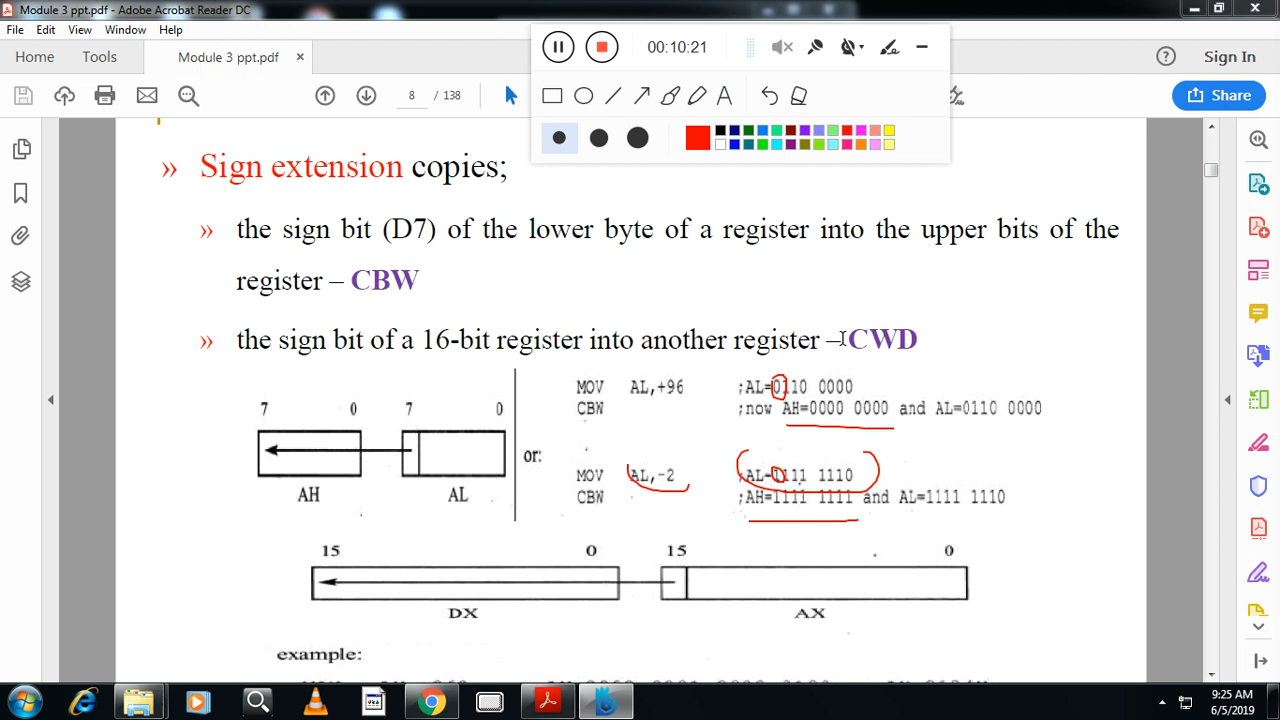 Module 3 ppt.pdf - Adobe Acrobat Reader DC
File Edit View Window Help
00:10:21
Home Tools Module 3 ppt.pdf × Sign In
8 / 138
A
Share
» Sign extension copies;
» the sign bit (D7) of the lower byte of a register into the upper bits of the
register – CBW
» the sign bit of a 16-bit register into another register – CWD
MOV AL,+96 ;AL=0110 0000
7 0 7 0 CBW ;now AH=0000 0000 and AL=0110 0000
or:
MOV AL,-2 ;AL=1111 1110
AH AL CBW ;AH=1111 1111 and AL=1111 1110
15 0 15 0
DX AX
example:
9:25 AM
6/5/2019